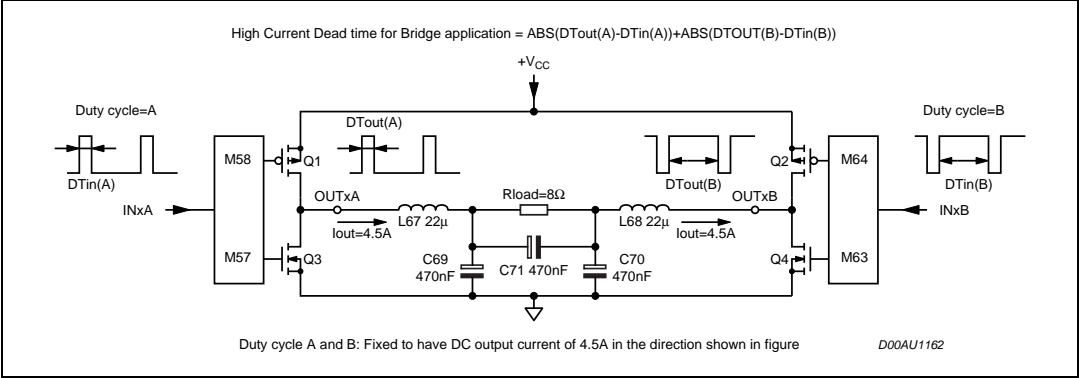 High Current Dead time for Bridge application = ABS(DTout(A)-DTin(A))+ABS(DTOUT(B)-DTin(B))
+VCC
Duty cycle=A
Duty cycle=B
DTout(A)
M58
Q1
Q2
M64
DTin(A)
DTout(B)
DTin(B)
OUTxA
Rload=8Ω
OUTxB
INxA
INxB
L67 22μ
L68 22μ
Iout=4.5A
Iout=4.5A
M57
Q3
C69
470nF
C71 470nF
C70
470nF
Q4
M63
Duty cycle A and B: Fixed to have DC output current of 4.5A in the direction shown in figure
D00AU1162